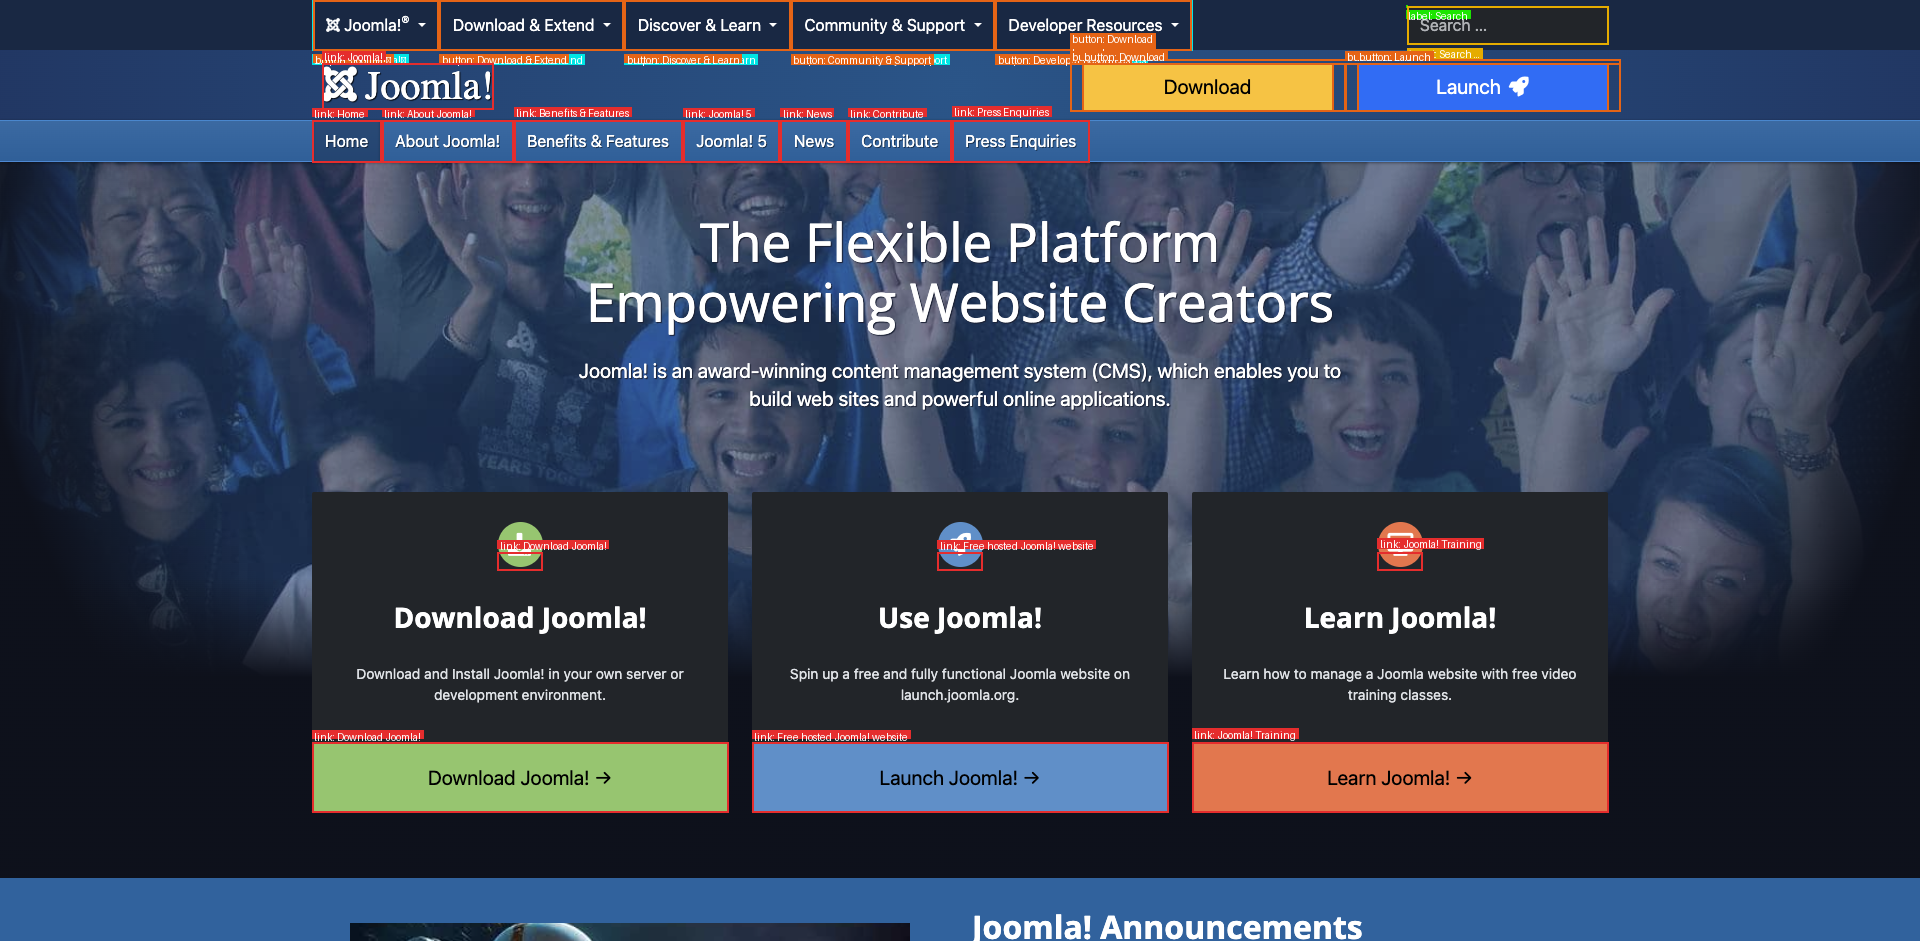 Joomla!®
Download & Extend
Discover & Learn
Community & Support
Developer Resources
label: Search
Search ...
button: Download
link: Joomla!
button: Download & Extend
button: Discover & Learn
button: Community & Support
button: Download
button: Launch
Search...
Joomla!
Download
Launch
link: Home
link: About Joomla!
link: Benefits & Features
link: Joomla! 5
link: News
link: Contribute
link: Press Enquiries
Home
About Joomla!
Benefits & Features
Joomla! 5
News
Contribute
Press Enquiries
The Flexible Platform
Empowering Website Creators
Joomla! is an award-winning content management system (CMS), which enables you to
build web sites and powerful online applications.
YEARS TOGETHER
link: Download Joomla!
link: Free hosted Joomla! website
link: Joomla! Training
Download Joomla!
Use Joomla!
Learn Joomla!
Download and Install Joomla! in your own server or
development environment.
Spin up a free and fully functional Joomla website on
launch.joomla.org.
Learn how to manage a Joomla website with free video
training classes.
link: Download Joomla!
link: Free hosted Joomla! website
link: Joomla! Training
Download Joomla! →
Launch Joomla! →
Learn Joomla! →
Joomla! Announcements